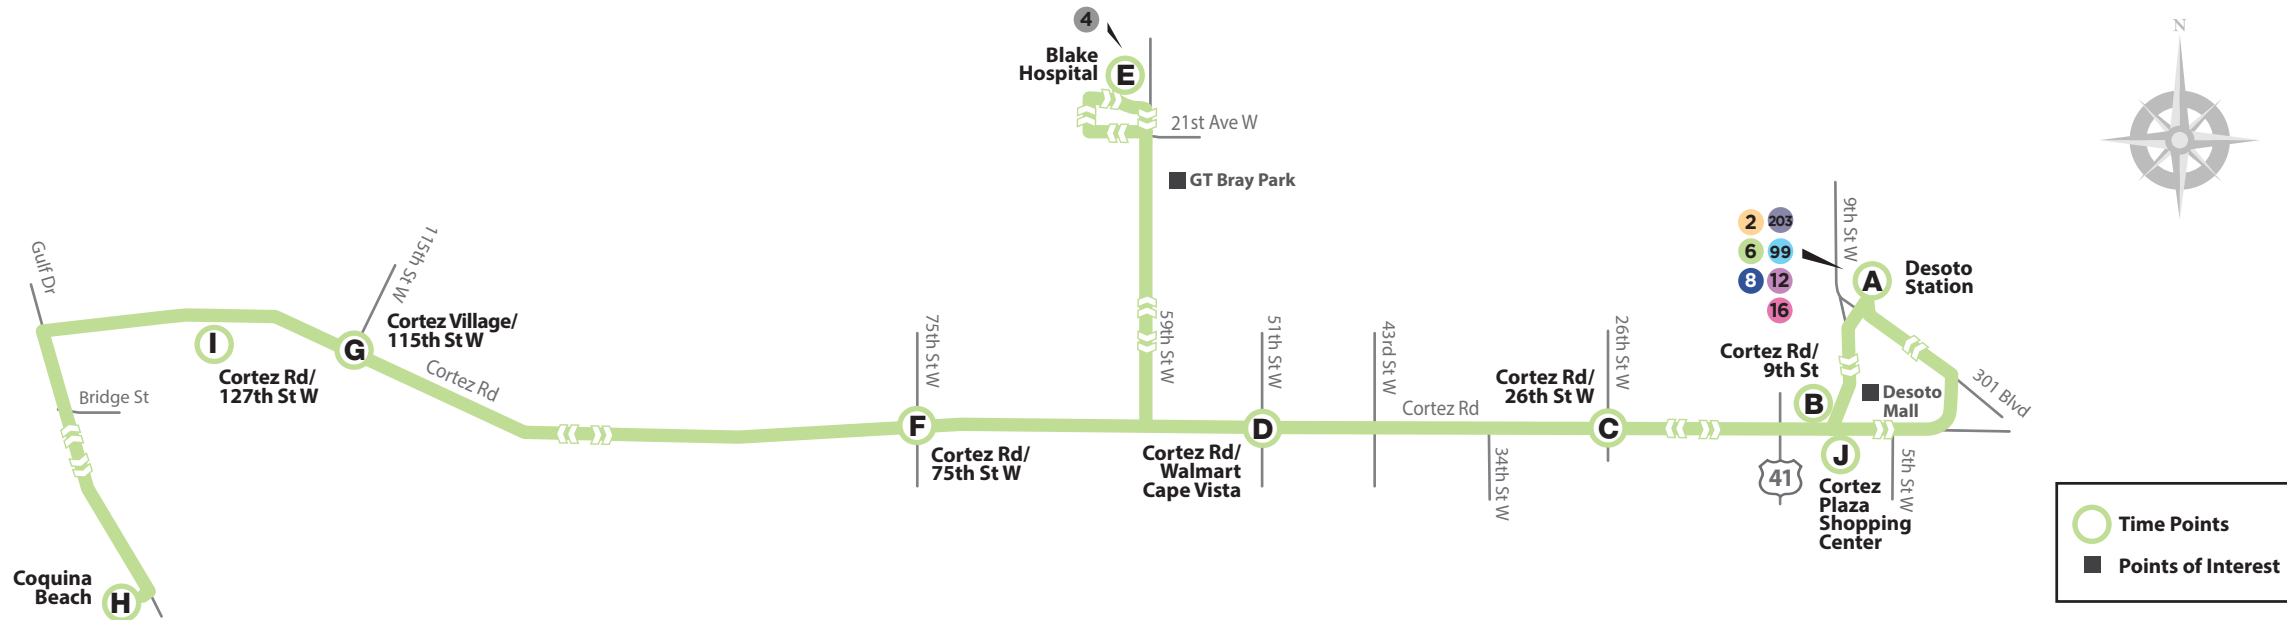 4
Blake
Hospital
E
21st Ave W
GT Bray Park
N
2
203
6
99
8
12
16
9th St W
A
Desoto
Station
Gulf Dr
115th St W
Cortez Village/
115th St W
G
I
Cortez Rd/
127th St W
Cortez Rd
Bridge St
Coquina
Beach
H
75th St W
F
Cortez Rd/
75th St W
59th St W
51th St W
D
Cortez Rd/
Walmart
Cape Vista
43rd St W
Cortez Rd
34th St W
26th St W
Cortez Rd/
26th St W
C
Cortez Rd/
9th St
B
Desoto
Mall
301 Blvd
41
J
Cortez
Plaza
Shopping
Center
5th St W
Time Points
Points of Interest